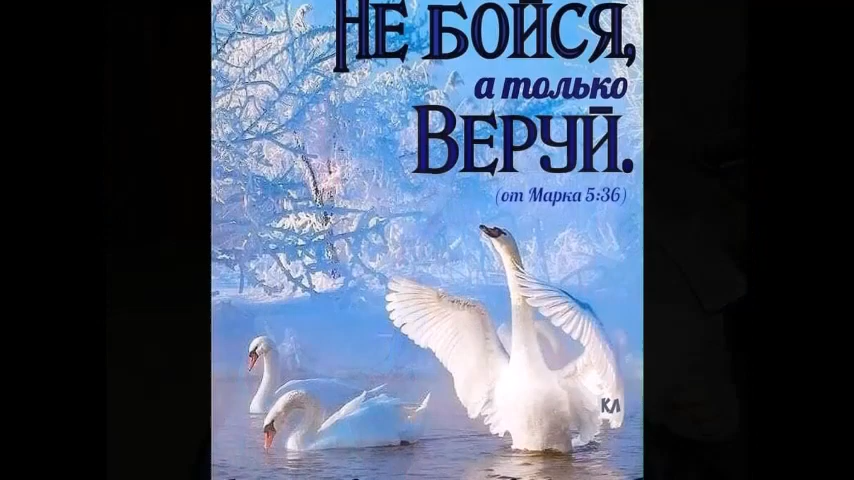 Не бойся,
а только
Веруй.
(от Марка 5:36)
КЛ